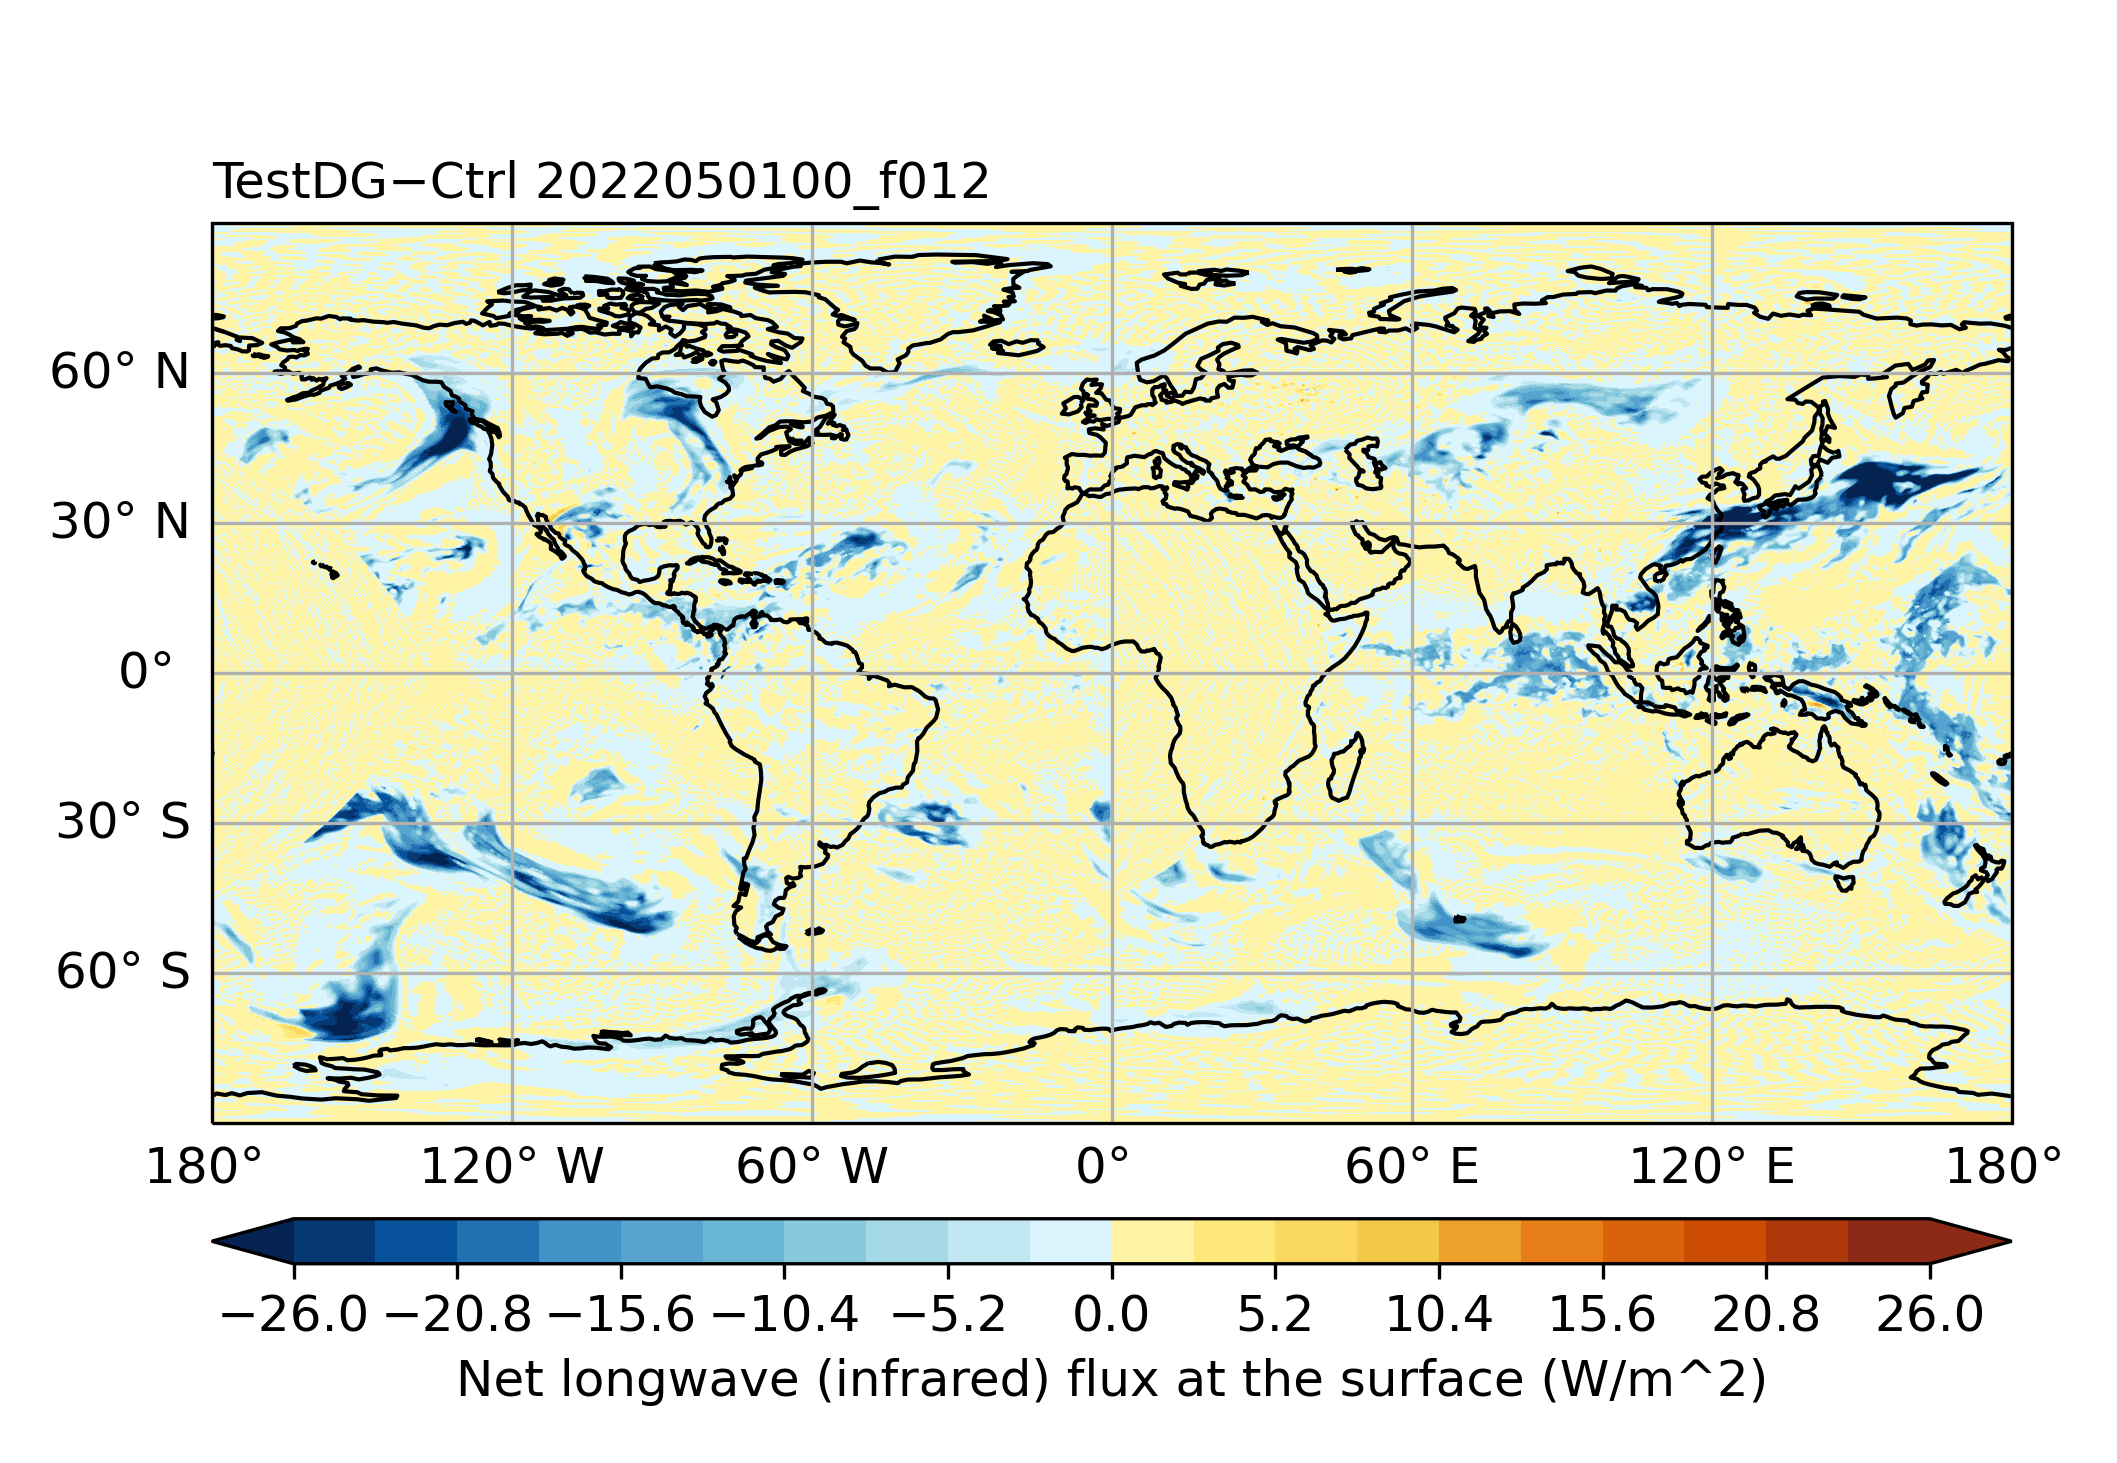 TestDG−Ctrl 2022050100_f012
60° N
30° N
0°
30° S
60° S
180° 120° W 60° W 0° 60° E 120° E 180°
−26.0 −20.8 −15.6 −10.4 −5.2 0.0 5.2 10.4 15.6 20.8 26.0
Net longwave (infrared) flux at the surface (W/m^2)